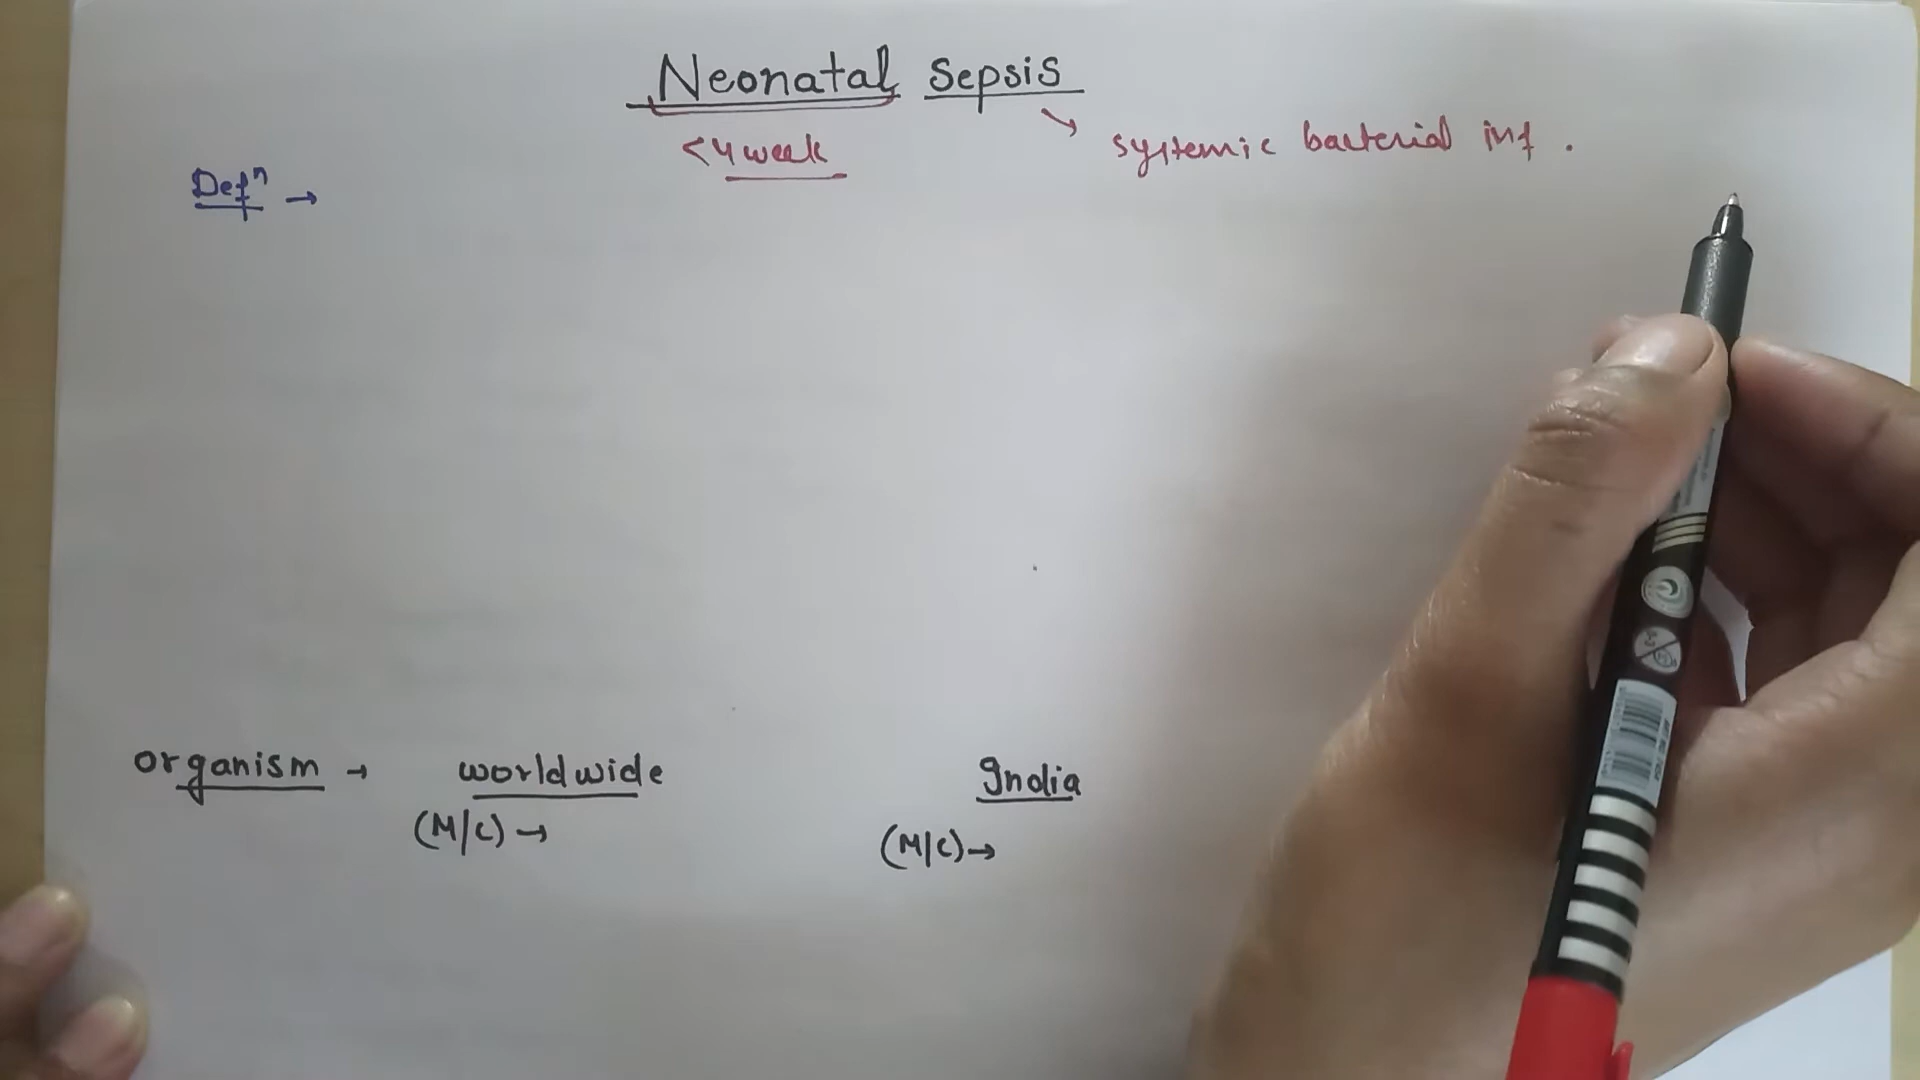 Neonatal sepsis
<4 week
systemic bacterial inf.
Defⁿ →
organism → worldwide India
(M/C) → (M/C) →